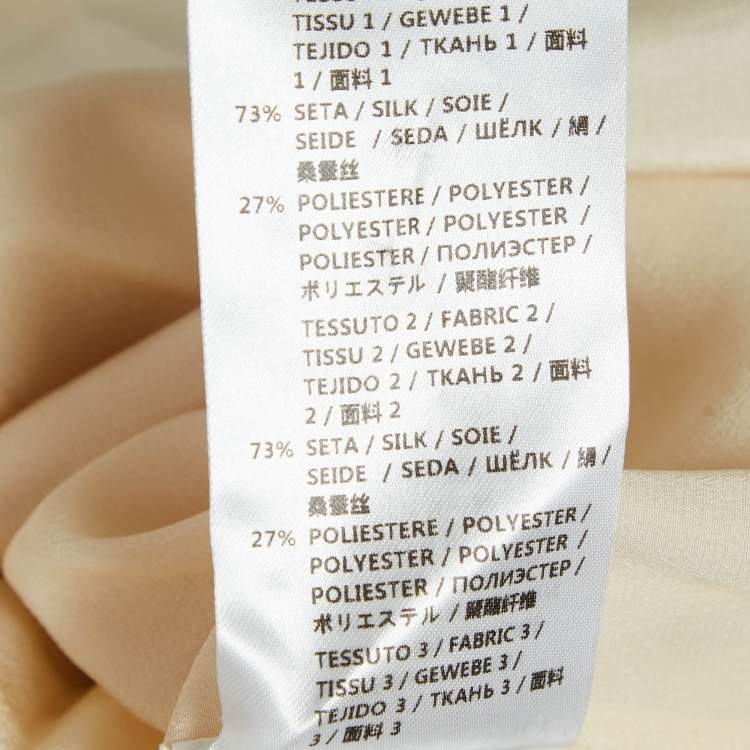 TISSU 1 / GEWEBE 1 /
TEJIDO 1 / ТКАНЬ 1 / 面料
1 / 面料 1
73% SETA / SILK / SOIE /
SEIDE / SEDA / ШЁЛК / 絹 /
桑蚕丝
27% POLIESTERE / POLYESTER /
POLYESTER / POLYESTER /
POLIESTER / ПОЛИЭСТЕР /
ポリエステル / 聚酯纤维
TESSUTO 2 / FABRIC 2 /
TISSU 2 / GEWEBE 2 /
TEJIDO 2 / ТКАНЬ 2 / 面料
2 / 面料 2
73% SETA / SILK / SOIE /
SEIDE / SEDA / ШЁЛК / 絹 /
桑蚕丝
27% POLIESTERE / POLYESTER /
POLYESTER / POLYESTER /
POLIESTER / ПОЛИЭСТЕР /
ポリエステル / 聚酯纤维
TESSUTO 3 / FABRIC 3 /
TISSU 3 / GEWEBE 3 /
TEJIDO 3 / ТКАНЬ 3 / 面料
3 / 面料 3